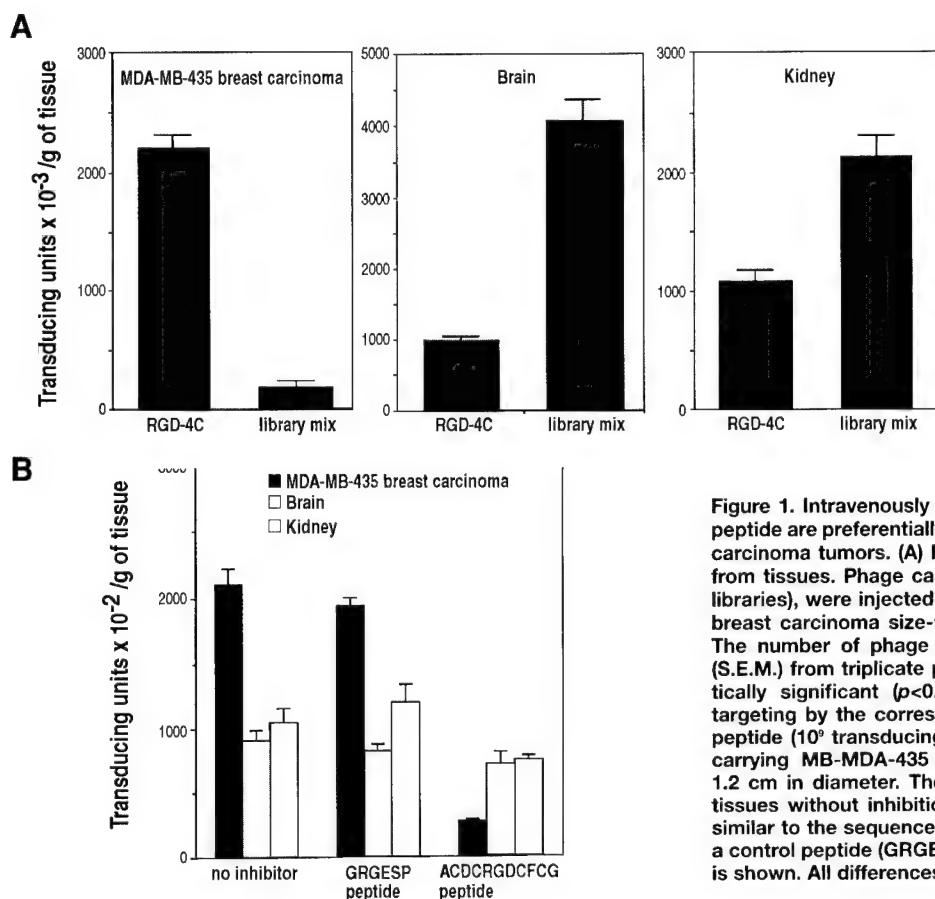 A
Transducing units x 10⁻³/g of tissue
3000
2000
1000
0
MDA-MB-435 breast carcinoma
RGD-4C library mix
5000
4000
3000
2000
1000
0
Brain
RGD-4C library mix
3000
2000
1000
0
Kidney
RGD-4C library mix
B
Transducing units x 10⁻²/g of tissue
2000
1000
0
MDA-MB-435 breast carcinoma
Brain
Kidney
no inhibitor
GRGESP
peptide
ACDCRGDCFCG
peptide
Figure 1. Intravenously
peptide are preferentiall
carcinoma tumors. (A)
from tissues. Phage ca
libraries), were injected
breast carcinoma size-
The number of phage
(S.E.M.) from triplicate p
tically significant (p<0.
targeting by the corres
peptide (10⁹ transducing
carrying MB-MDA-435
1.2 cm in diameter. The
tissues without inhibitio
similar to the sequence
a control peptide (GRGE
is shown. All differences